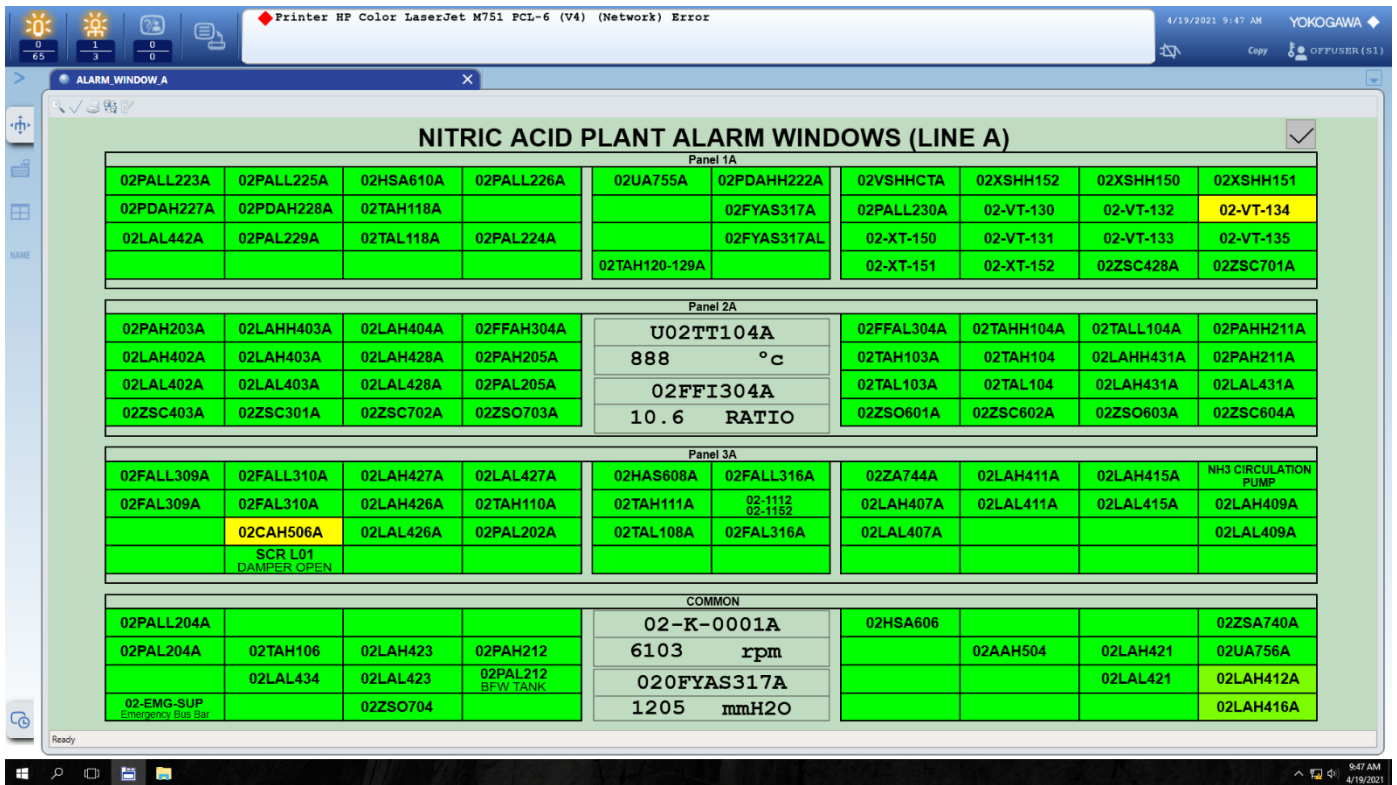 Printer HP Color LaserJet M751 PCL-6 (V4) (Network) Error
4/19/2021 9:47 AM YOKOGAWA
0 1 0
65 3 0
Copy OFFUSER(S1)
ALARM_WINDOW_A
NAME
NITRIC ACID PLANT ALARM WINDOWS (LINE A)
Panel 1A
02PALL223A 02PALL225A 02HSA610A 02PALL226A 02UA755A 02PDAHH222A 02VSHHCTA 02XSHH152 02XSHH150 02XSHH151
02PDAH227A 02PDAH228A 02TAH118A 02FYAS317A 02PALL230A 02-VT-130 02-VT-132 02-VT-134
02LAL442A 02PAL229A 02TAL118A 02PAL224A 02FYAS317AL 02-XT-150 02-VT-131 02-VT-133 02-VT-135
02TAH120-129A 02-XT-151 02-XT-152 02ZSC428A 02ZSC701A
Panel 2A
02PAH203A 02LAHH403A 02LAH404A 02FFAH304A U02TT104A 02FFAL304A 02TAHH104A 02TALL104A 02PAHH211A
02LAH402A 02LAH403A 02LAH428A 02PAH205A 888 °c 02TAH103A 02TAH104 02LAHH431A 02PAH211A
02LAL402A 02LAL403A 02LAL428A 02PAL205A 02FFI304A 02TAL103A 02TAL104 02LAH431A 02LAL431A
02ZSC403A 02ZSC301A 02ZSC702A 02ZSO703A 10.6 RATIO 02ZSO601A 02ZSC602A 02ZSO603A 02ZSC604A
Panel 3A
02FALL309A 02FALL310A 02LAH427A 02LAL427A 02HAS608A 02FALL316A 02ZA744A 02LAH411A 02LAH415A NH3 CIRCULATION
PUMP
02FAL309A 02FAL310A 02LAH426A 02TAH110A 02TAH111A 02-1112 02LAH407A 02LAL411A 02LAL415A 02LAH409A
02-1152
02CAH506A 02LAL426A 02PAL202A 02TAL108A 02FAL316A 02LAL407A 02LAL409A
SCR L01
DAMPER OPEN
COMMON
02PALL204A 02-K-0001A 02HSA606 02ZSA740A
02PAL204A 02TAH106 02LAH423 02PAH212 6103 rpm 02AAH504 02LAH421 02UA756A
02LAL434 02LAL423 02PAL212 020FYAS317A 02LAL421 02LAH412A
BFW TANK
02-EMG-SUP 02ZSO704 1205 mmH2O 02LAH416A
Emergency Bus Bar
Ready
9:47 AM
4/19/2021